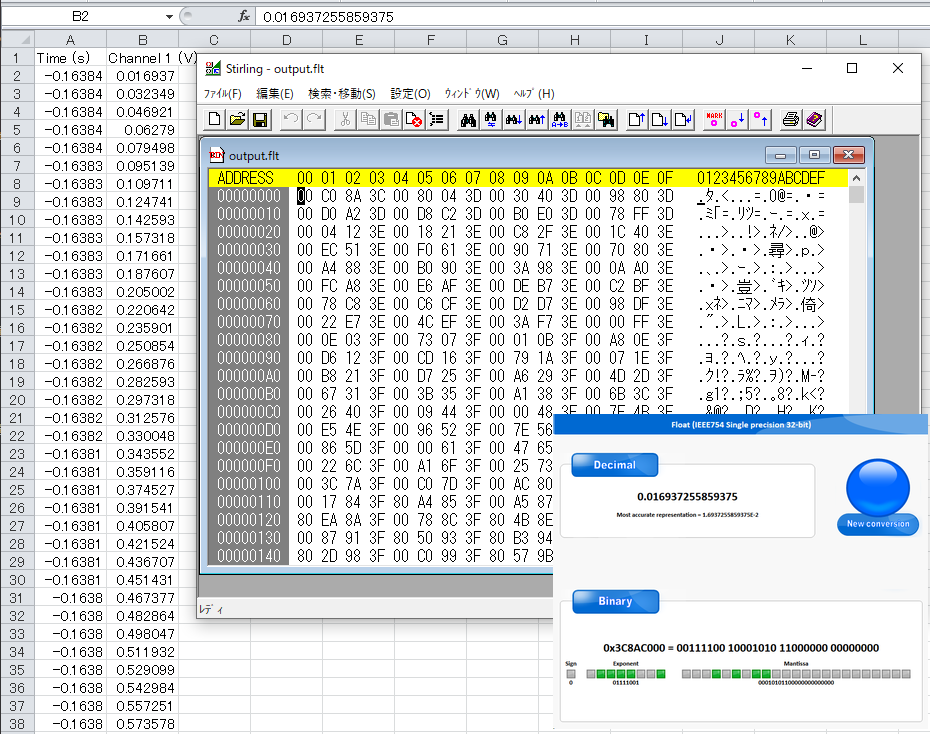 B2 fx 0.016937255859375
A B C D E F G H I J K L
1 Time (s) Channel 1 (V)
2 -0.16384 0.016937
3 -0.16384 0.032349
4 -0.16384 0.046921
5 -0.16384 0.06279
6 -0.16384 0.079498
7 -0.16383 0.095139
8 -0.16383 0.109711
9 -0.16383 0.124741
10 -0.16383 0.142593
11 -0.16383 0.157318
12 -0.16383 0.171661
13 -0.16383 0.187607
14 -0.16383 0.205002
15 -0.16382 0.220642
16 -0.16382 0.235901
17 -0.16382 0.250854
18 -0.16382 0.266876
19 -0.16382 0.282593
20 -0.16382 0.297318
21 -0.16382 0.312576
22 -0.16382 0.330048
23 -0.16381 0.343552
24 -0.16381 0.359116
25 -0.16381 0.374527
26 -0.16381 0.391541
27 -0.16381 0.405807
28 -0.16381 0.421524
29 -0.16381 0.436707
30 -0.16381 0.451431
31 -0.1638 0.467377
32 -0.1638 0.482864
33 -0.1638 0.498047
34 -0.1638 0.511932
35 -0.1638 0.529099
36 -0.1638 0.542984
37 -0.1638 0.557251
38 -0.1638 0.573578
Stirling - output.flt
ﾌｧｲﾙ(F) 編集(E) 検索・移動(S) 設定(O) ｳｨﾝﾄﾞｳ(W) ﾍﾙﾌﾟ(H)
MARK
BIN output.flt
ADDRESS 00 01 02 03 04 05 06 07 08 09 0A 0B 0C 0D 0E 0F 0123456789ABCDEF
00000000 00 C0 8A 3C 00 80 04 3D 00 30 40 3D 00 98 80 3D
00000010 00 D0 A2 3D 00 D8 C2 3D 00 B0 E0 3D 00 78 FF 3D
00000020 00 04 12 3E 00 18 21 3E 00 C8 2F 3E 00 1C 40 3E
00000030 00 EC 51 3E 00 F0 61 3E 00 90 71 3E 00 70 80 3E
00000040 00 A4 88 3E 00 B0 90 3E 00 3A 98 3E 00 0A A0 3E
00000050 00 FC A8 3E 00 E6 AF 3E 00 DE B7 3E 00 C2 BF 3E
00000060 00 78 C8 3E 00 C6 CF 3E 00 D2 D7 3E 00 98 DF 3E
00000070 00 22 E7 3E 00 4C EF 3E 00 3A F7 3E 00 00 FF 3E
00000080 00 0E 03 3F 00 73 07 3F 00 01 0B 3F 00 A8 0E 3F
00000090 00 D6 12 3F 00 CD 16 3F 00 79 1A 3F 00 07 1E 3F
000000A0 00 B8 21 3F 00 D7 25 3F 00 A6 29 3F 00 4D 2D 3F
000000B0 00 67 31 3F 00 3B 35 3F 00 A1 38 3F 00 6B 3C 3F
000000C0 00 26 40 3F 00 09 44 3F 00 00 48 3F 00 7E 4B 3F
000000D0 00 E5 4E 3F 00 96 52 3F 00 7E 56
000000E0 00 86 5D 3F 00 00 61 3F 00 47 65
000000F0 00 22 6C 3F 00 A1 6F 3F 00 25 73
00000100 00 3C 7A 3F 00 C0 7D 3F 00 AC 80
00000110 00 17 84 3F 80 A4 85 3F 00 A5 87
00000120 80 EA 8A 3F 00 78 8C 3F 80 4B 8E
00000130 00 87 91 3F 80 50 93 3F 80 B3 94
00000140 80 2D 98 3F 00 C0 99 3F 80 57 9B
ﾚﾃﾞｨ
Float (IEEE754 Single precision 32-bit)
Decimal
0.016937255859375
Most accurate representation = 1.6937255859375E-2
New conversion
Binary
0x3C8AC000 = 00111100 10001010 11000000 00000000
Sign Exponent Mantissa
0 01111001 00010101100000000000000